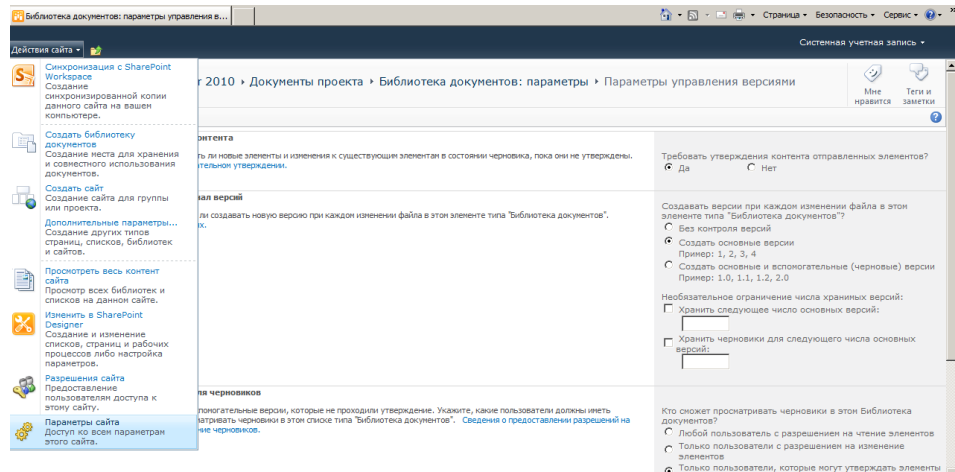 Библиотека документов: параметры управления в...
Страница
Безопасность
Сервис
Действия сайта
Системная учетная запись
Синхронизация с SharePoint
Workspace
Создание
синхронизированной копии
данного сайта на вашем
компьютере.
Создать библиотеку
документов
Создание места для хранения
и совместного использования
документов.
Создать сайт
Создание сайта для группы
или проекта.
Дополнительные параметры...
Создание других типов
страниц, списков, библиотек
и сайтов.
Просмотреть весь контент
сайта
Просмотр всех библиотек и
списков на данном сайте.
Изменить в SharePoint
Designer
Создание и изменение
списков, страниц и рабочих
процессов либо настройка
параметров.
Разрешения сайта
Предоставление
пользователям доступа к
этому сайту.
Параметры сайта
Доступ ко всем параметрам
этого сайта.
2010 › Документы проекта › Библиотека документов: параметры › Параметры управления версиями
Мне
нравится
Теги и
заметки
онтента
ть ли новые элементы и изменения к существующим элементам в состоянии черновика, пока они не утверждены.
ательном утверждении.
Требовать утверждения контента отправленных элементов?
Да Нет
нал версий
ли создавать новую версию при каждом изменении файла в этом элементе типа "Библиотека документов".
ях.
Создавать версии при каждом изменении файла в этом
элементе типа "Библиотека документов"?
Без контроля версий
Создать основные версии
Пример: 1, 2, 3, 4
Создать основные и вспомогательные (черновые) версии
Пример: 1.0, 1.1, 1.2, 2.0
Необязательное ограничение числа хранимых версий:
Хранить следующее число основных
версий:
Хранить черновики для следующего числа основных
версий:
ля черновиков
помогательные версии, которые не проходили утверждение. Укажите, какие пользователи должны иметь
матривать черновики в этом списке типа "Библиотека документов". Сведения о предоставлении разрешений на
ние черновиков.
Кто сможет просматривать черновики в этом Библиотека
документов?
Любой пользователь с разрешением на чтение элементов
Только пользователи с разрешением на изменение
элементов
Только пользователи, которые могут утверждать элементы